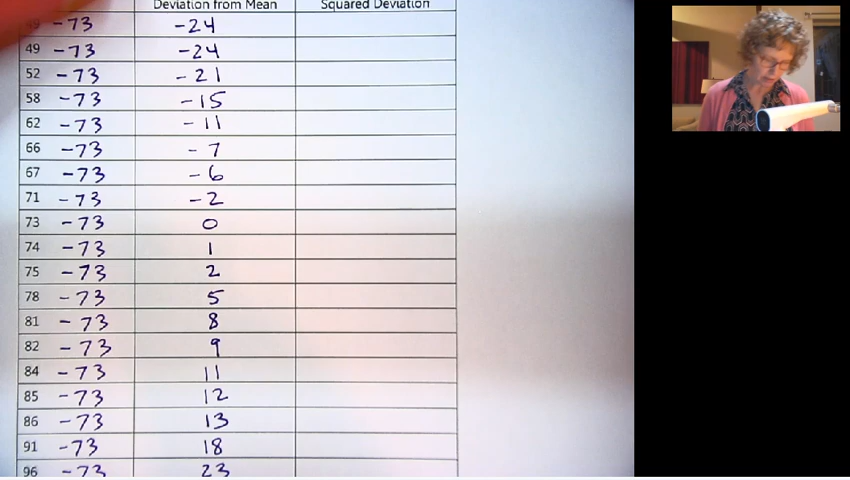 Deviation from Mean Squared Deviation
49 -73 -24
49 -73 -24
52 -73 -21
58 -73 -15
62 -73 -11
66 -73 -7
67 -73 -6
71 -73 -2
73 -73 0
74 -73 1
75 -73 2
78 -73 5
81 -73 8
82 -73 9
84 -73 11
85 -73 12
86 -73 13
91 -73 18
96 -73 23